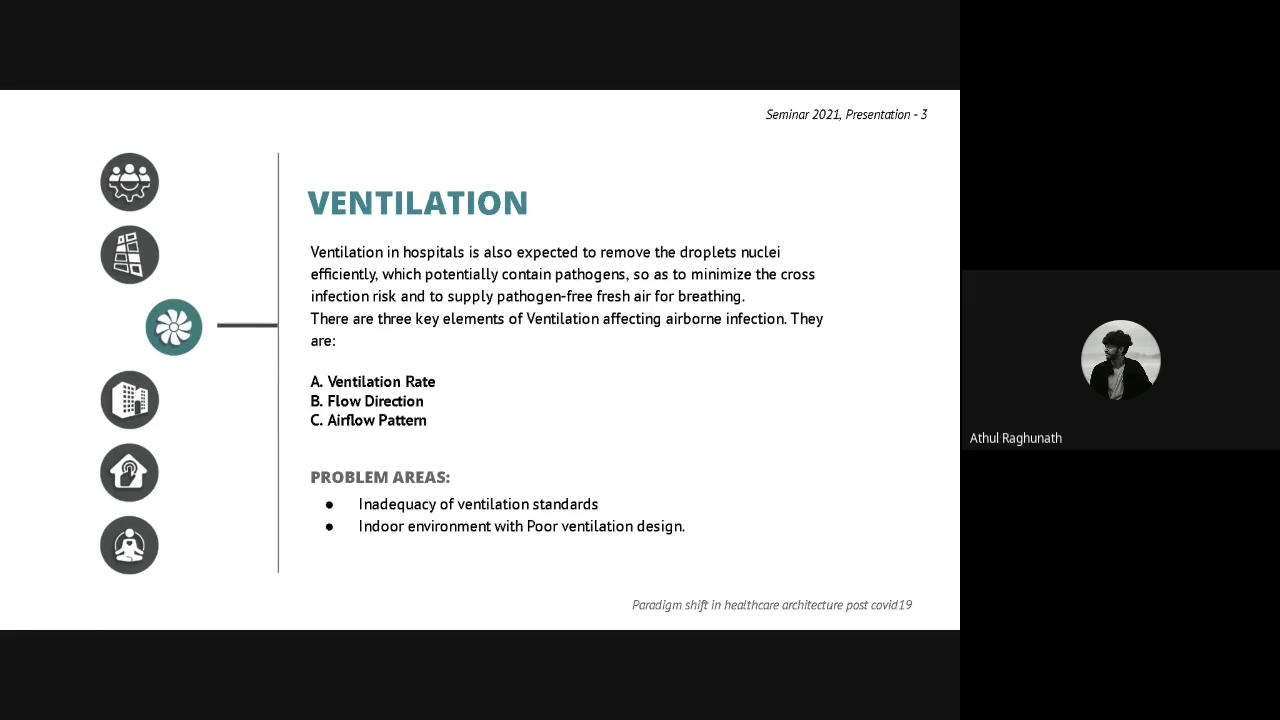 Seminar 2021, Presentation - 3
VENTILATION
Ventilation in hospitals is also expected to remove the droplets nuclei
efficiently, which potentially contain pathogens, so as to minimize the cross
infection risk and to supply pathogen-free fresh air for breathing.
There are three key elements of Ventilation affecting airborne infection. They
are:
A. Ventilation Rate
B. Flow Direction
C. Airflow Pattern
PROBLEM AREAS:
● Inadequacy of ventilation standards
● Indoor environment with Poor ventilation design.
Paradigm shift in healthcare architecture post covid19
Athul Raghunath